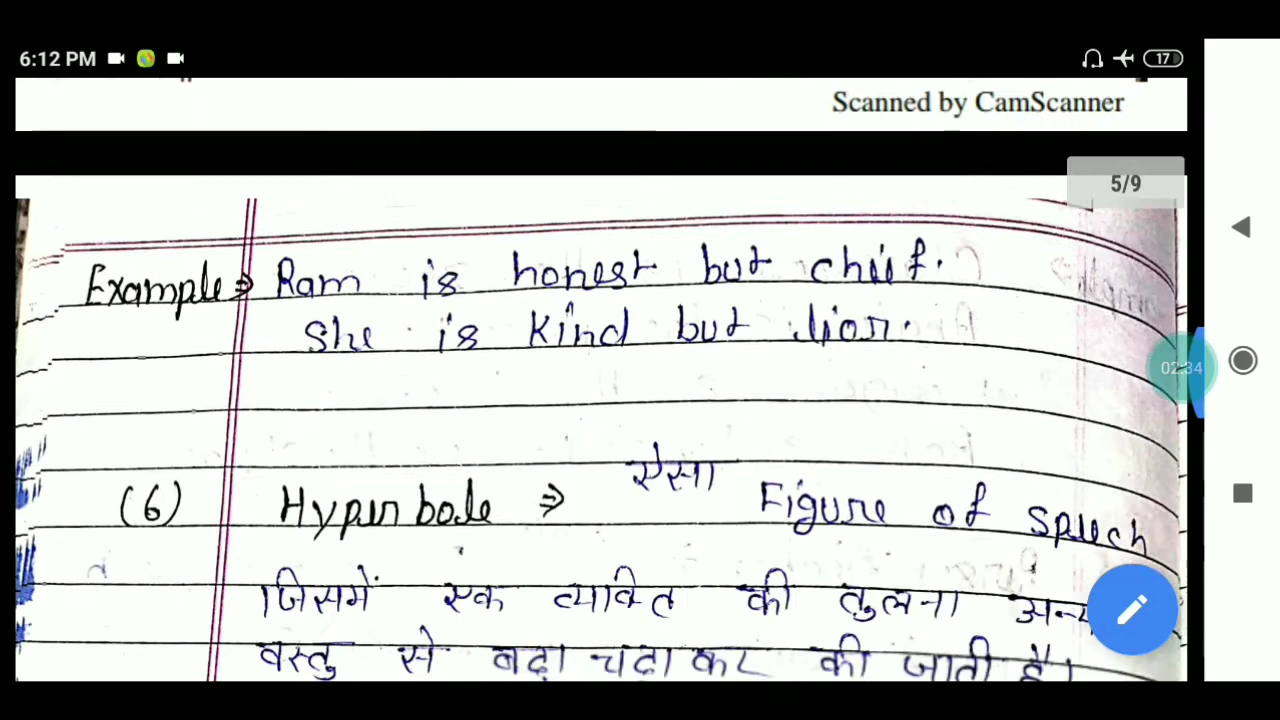 6:12 PM
17
Scanned by CamScanner
5/9
Example ⇒ Ram is honest but chief.
She is kind but lior.
02:34
(6) Hyperbole ⇒ ऐसा Figure of speech
जिसमें एक व्यक्ति की तुलना अन्य
वस्तु से बढ़ा चढ़ा कर की जाती है।